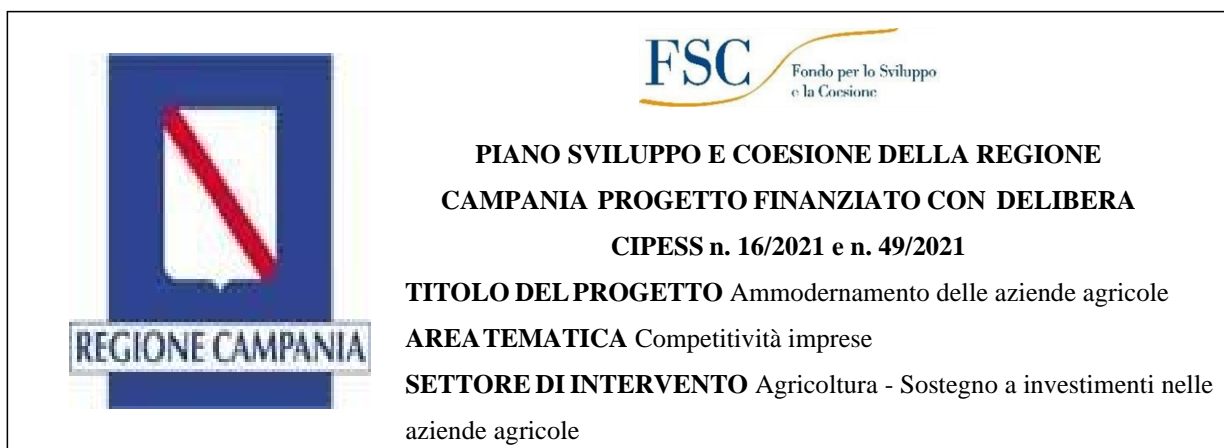 REGIONE CAMPANIA
FSC
Fondo per lo Sviluppo
e la Coesione
PIANO SVILUPPO E COESIONE DELLA REGIONE
CAMPANIA PROGETTO FINANZIATO CON DELIBERA
CIPESS n. 16/2021 e n. 49/2021
TITOLO DEL PROGETTO Ammodernamento delle aziende agricole
AREA TEMATICA Competitività imprese
SETTORE DI INTERVENTO Agricoltura - Sostegno a investimenti nelle
aziende agricole